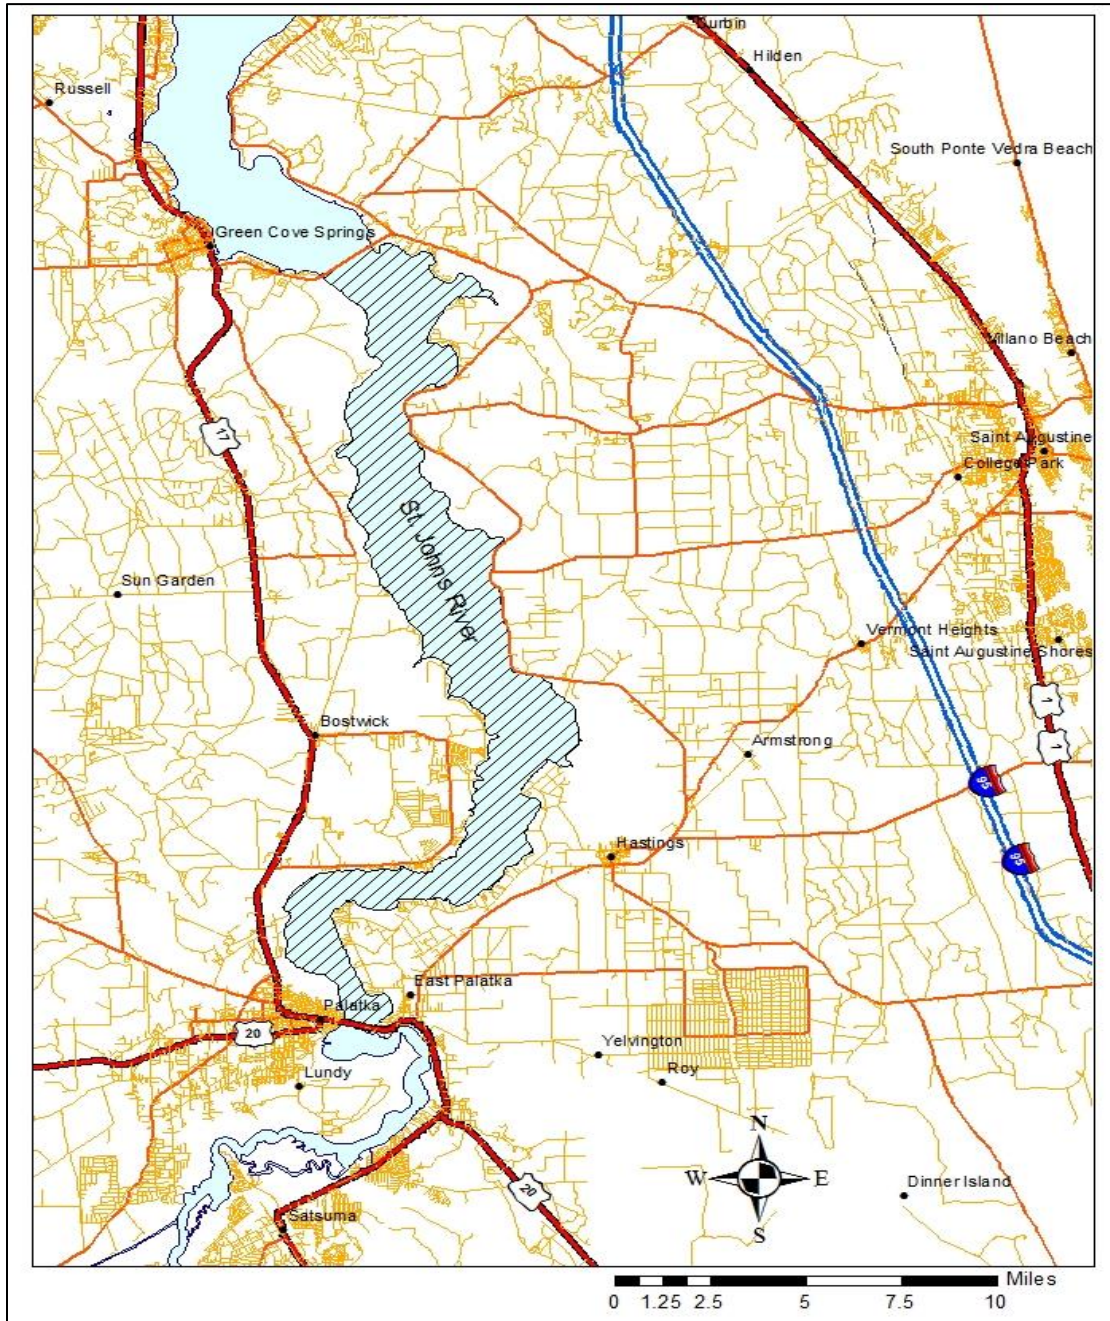 Durbin
Hilden
Russell
South Ponte Vedra Beach
Green Cove Springs
Villano Beach
17
Saint Augustine
College Park
St. Johns River
Sun Garden
Vermont Heights
Saint Augustine Shores
1
Bostwick
Armstrong
1
95
Hastings
95
East Palatka
Palatka
20
Yelvington
Roy
Lundy
N
W E
S
20
Dinner Island
Satsuma
Miles
0 1.25 2.5 5 7.5 10